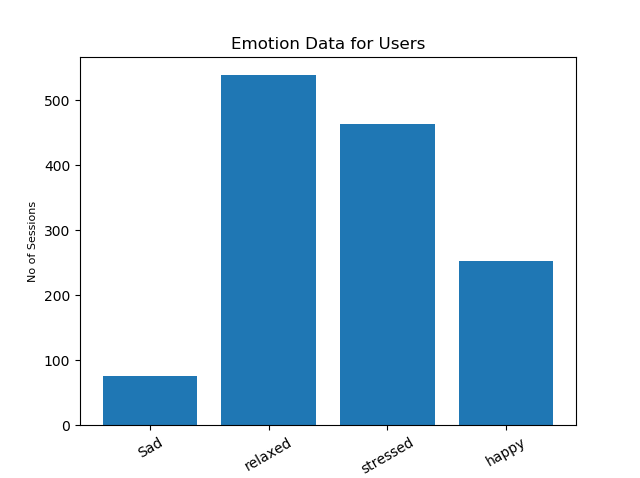 Emotion Data for Users
No of Sessions
500
400
300
200
100
0
Sad
relaxed
stressed
happy